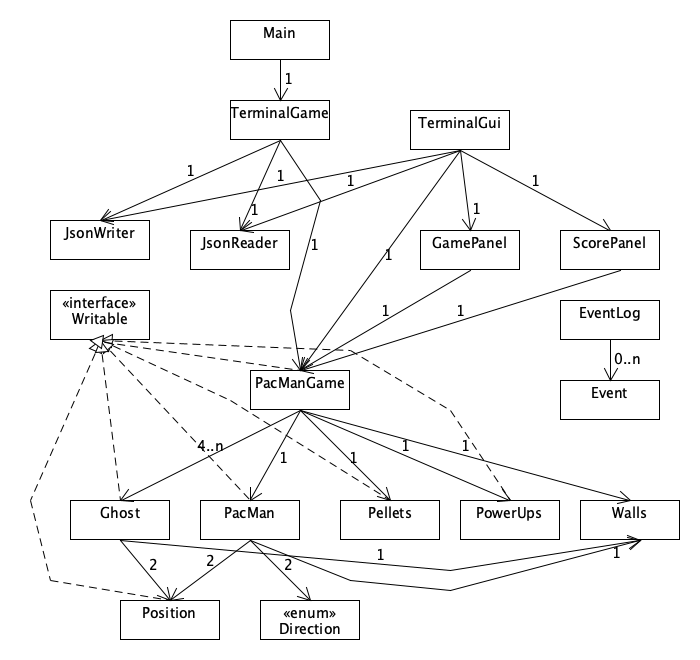 Main
1
TerminalGame
TerminalGui
1
1
1
1
1
1
JsonWriter
JsonReader
1
GamePanel
ScorePanel
1
«interface»
Writable
1
1
EventLog
0..n
PacManGame
Event
4..n
1
1
1
1
Ghost
PacMan
Pellets
PowerUps
Walls
2
2
2
1
1
Position
«enum»
Direction